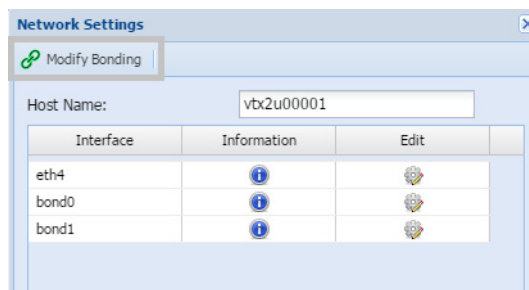 Network Settings
Modify Bonding
Host Name: vtx2u00001
Interface Information Edit
eth4
bond0
bond1